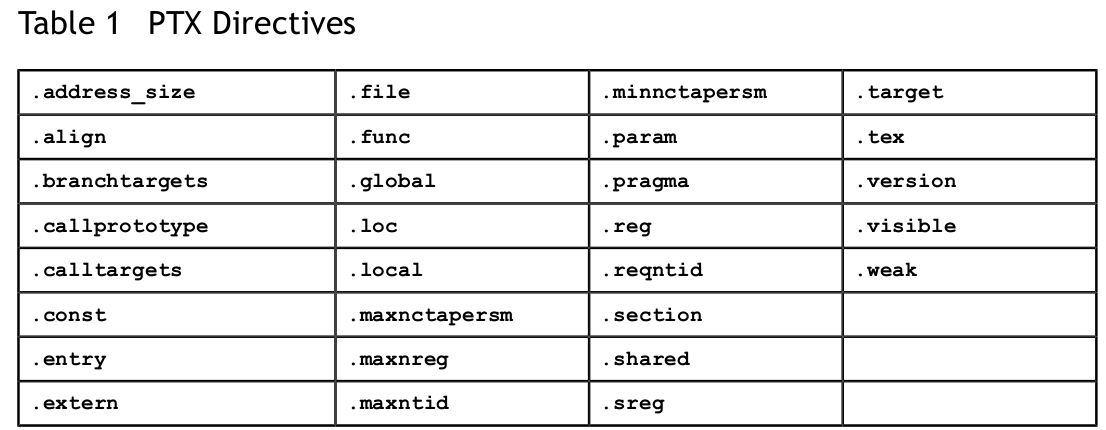 Table 1 PTX Directives
.address_size .file .minnctapersm .target
.align .func .param .tex
.branchtargets .global .pragma .version
.callprototype .loc .reg .visible
.calltargets .local .reqntid .weak
.const .maxnctapersm .section
.entry .maxnreg .shared
.extern .maxntid .sreg